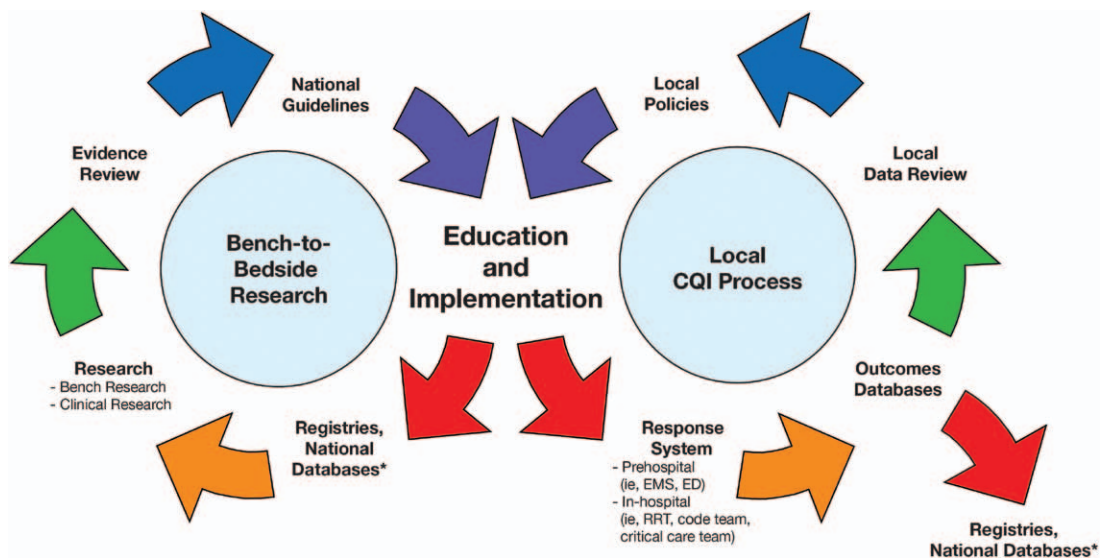 National
Guidelines
Local
Policies
Evidence
Review
Local
Data Review
Bench-to-
Bedside
Research
Education
and
Implementation
Local
CQI Process
Research
- Bench Research
- Clinical Research
Registries,
National
Databases*
Response
System
- Prehospital
(ie, EMS, ED)
- In-hospital
(ie, RRT, code team,
critical care team)
Outcomes
Databases
Registries,
National Databases*